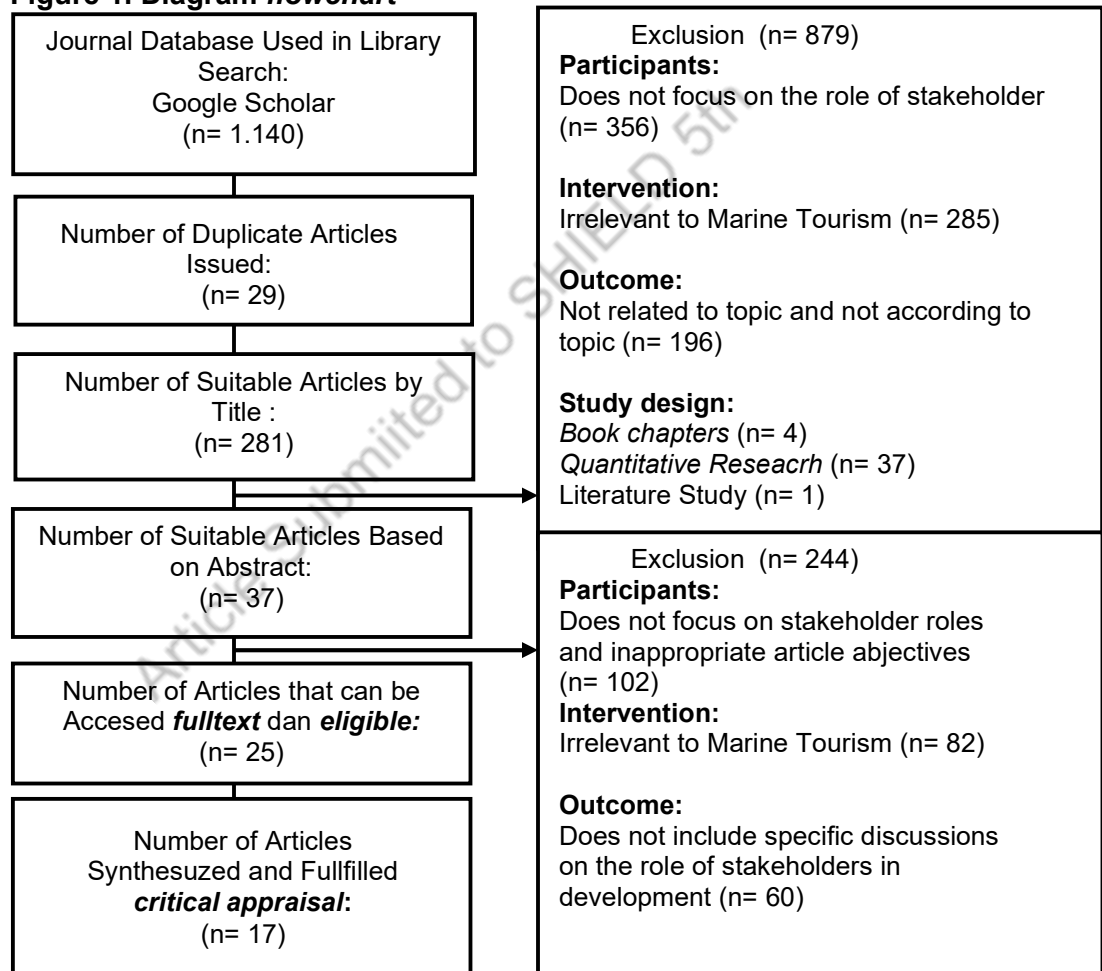 Figure 1. Diagram flowchart
Journal Database Used in Library
Search:
Google Scholar
(n= 1.140)
Number of Duplicate Articles
Issued:
(n= 29)
Number of Suitable Articles by
Title :
(n= 281)
Number of Suitable Articles Based
on Abstract:
(n= 37)
Number of Articles that can be
Accesed fulltext dan eligible:
(n= 25)
Number of Articles
Synthesuzed and Fullfilled
critical appraisal:
(n= 17)
Exclusion (n= 879)
Participants:
Does not focus on the role of stakeholder
(n= 356)
Intervention:
Irrelevant to Marine Tourism (n= 285)
Outcome:
Not related to topic and not according to
topic (n= 196)
Study design:
Book chapters (n= 4)
Quantitative Reseacrh (n= 37)
Literature Study (n= 1)
Exclusion (n= 244)
Participants:
Does not focus on stakeholder roles
and inappropriate article abjectives
(n= 102)
Intervention:
Irrelevant to Marine Tourism (n= 82)
Outcome:
Does not include specific discussions
on the role of stakeholders in
development (n= 60)
Article Submiited to SHIELD 5th